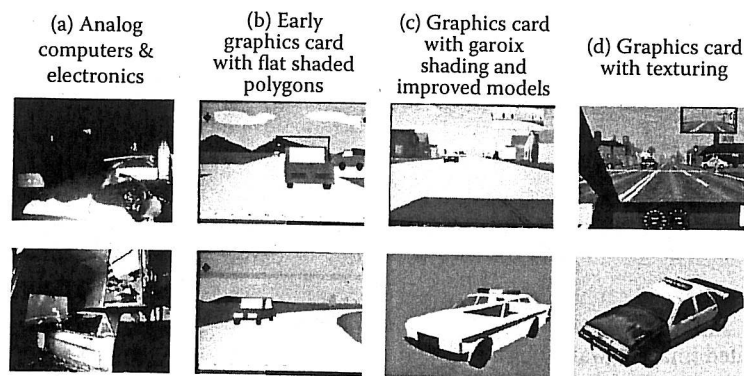 (a) Analog
computers &
electronics
(b) Early
graphics card
with flat shaded
polygons
(c) Graphics card
with garoix
shading and
improved models
(d) Graphics card
with texturing